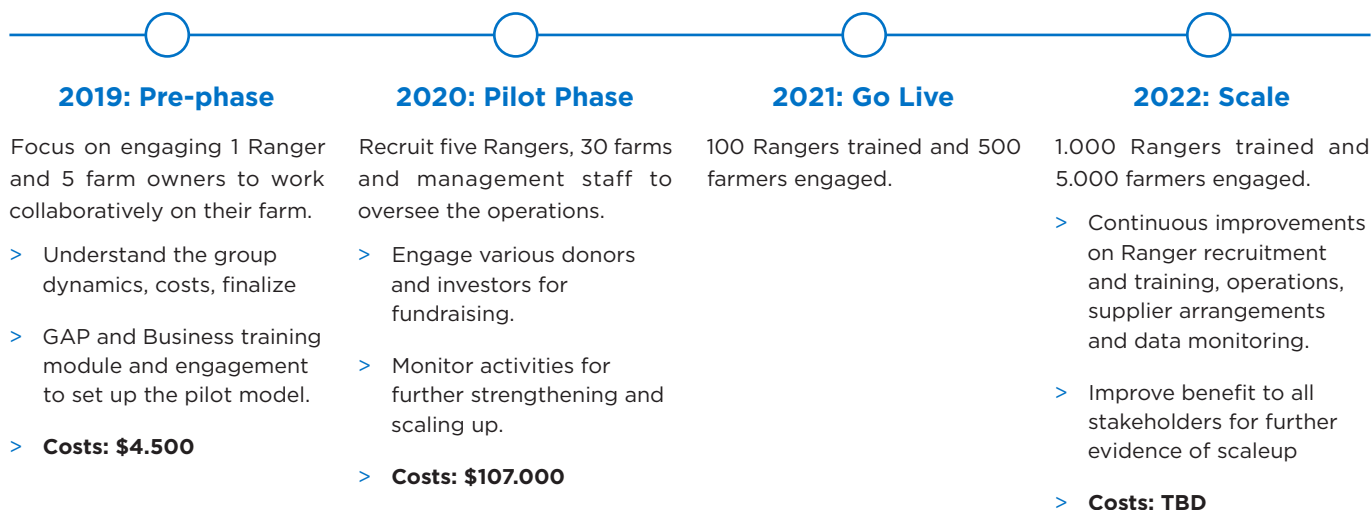 2019: Pre-phase
Focus on engaging 1 Ranger
and 5 farm owners to work
collaboratively on their farm.
> Understand the group
dynamics, costs, finalize
> GAP and Business training
module and engagement
to set up the pilot model.
> Costs: $4.500
2020: Pilot Phase
Recruit five Rangers, 30 farms
and management staff to
oversee the operations.
> Engage various donors
and investors for
fundraising.
> Monitor activities for
further strengthening and
scaling up.
> Costs: $107.000
2021: Go Live
100 Rangers trained and 500
farmers engaged.
2022: Scale
1.000 Rangers trained and
5.000 farmers engaged.
> Continuous improvements
on Ranger recruitment
and training, operations,
supplier arrangements
and data monitoring.
> Improve benefit to all
stakeholders for further
evidence of scaleup
> Costs: TBD